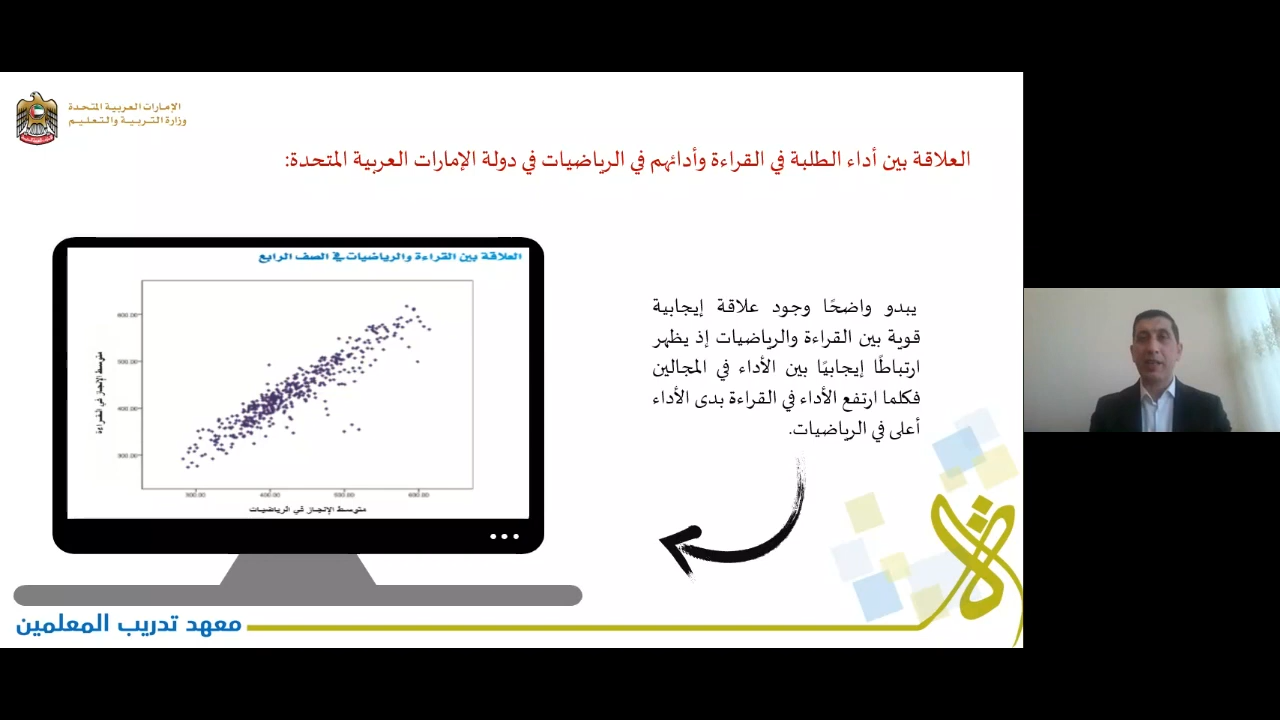 الإمارات العربية المتحدة
وزارة التربية والتعليم
العلاقة بين أداء الطلبة في القراءة وأدائهم في الرياضيات في دولة الإمارات العربية المتحدة:
العلاقة بين القراءة والرياضيات في الصف الرابع
متوسط الإنجاز في القراءة
600.00
500.00
400.00
300.00
300.00
400.00
500.00
600.00
متوسط الإنجاز في الرياضيات
يبدو واضحًا وجود علاقة إيجابية
قوية بين القراءة والرياضيات إذ يظهر
ارتباطًا إيجابيًا بين الأداء في المجالين
فكلما ارتفع الأداء في القراءة بدى الأداء
أعلى في الرياضيات.
معهد تدريب المعلمين